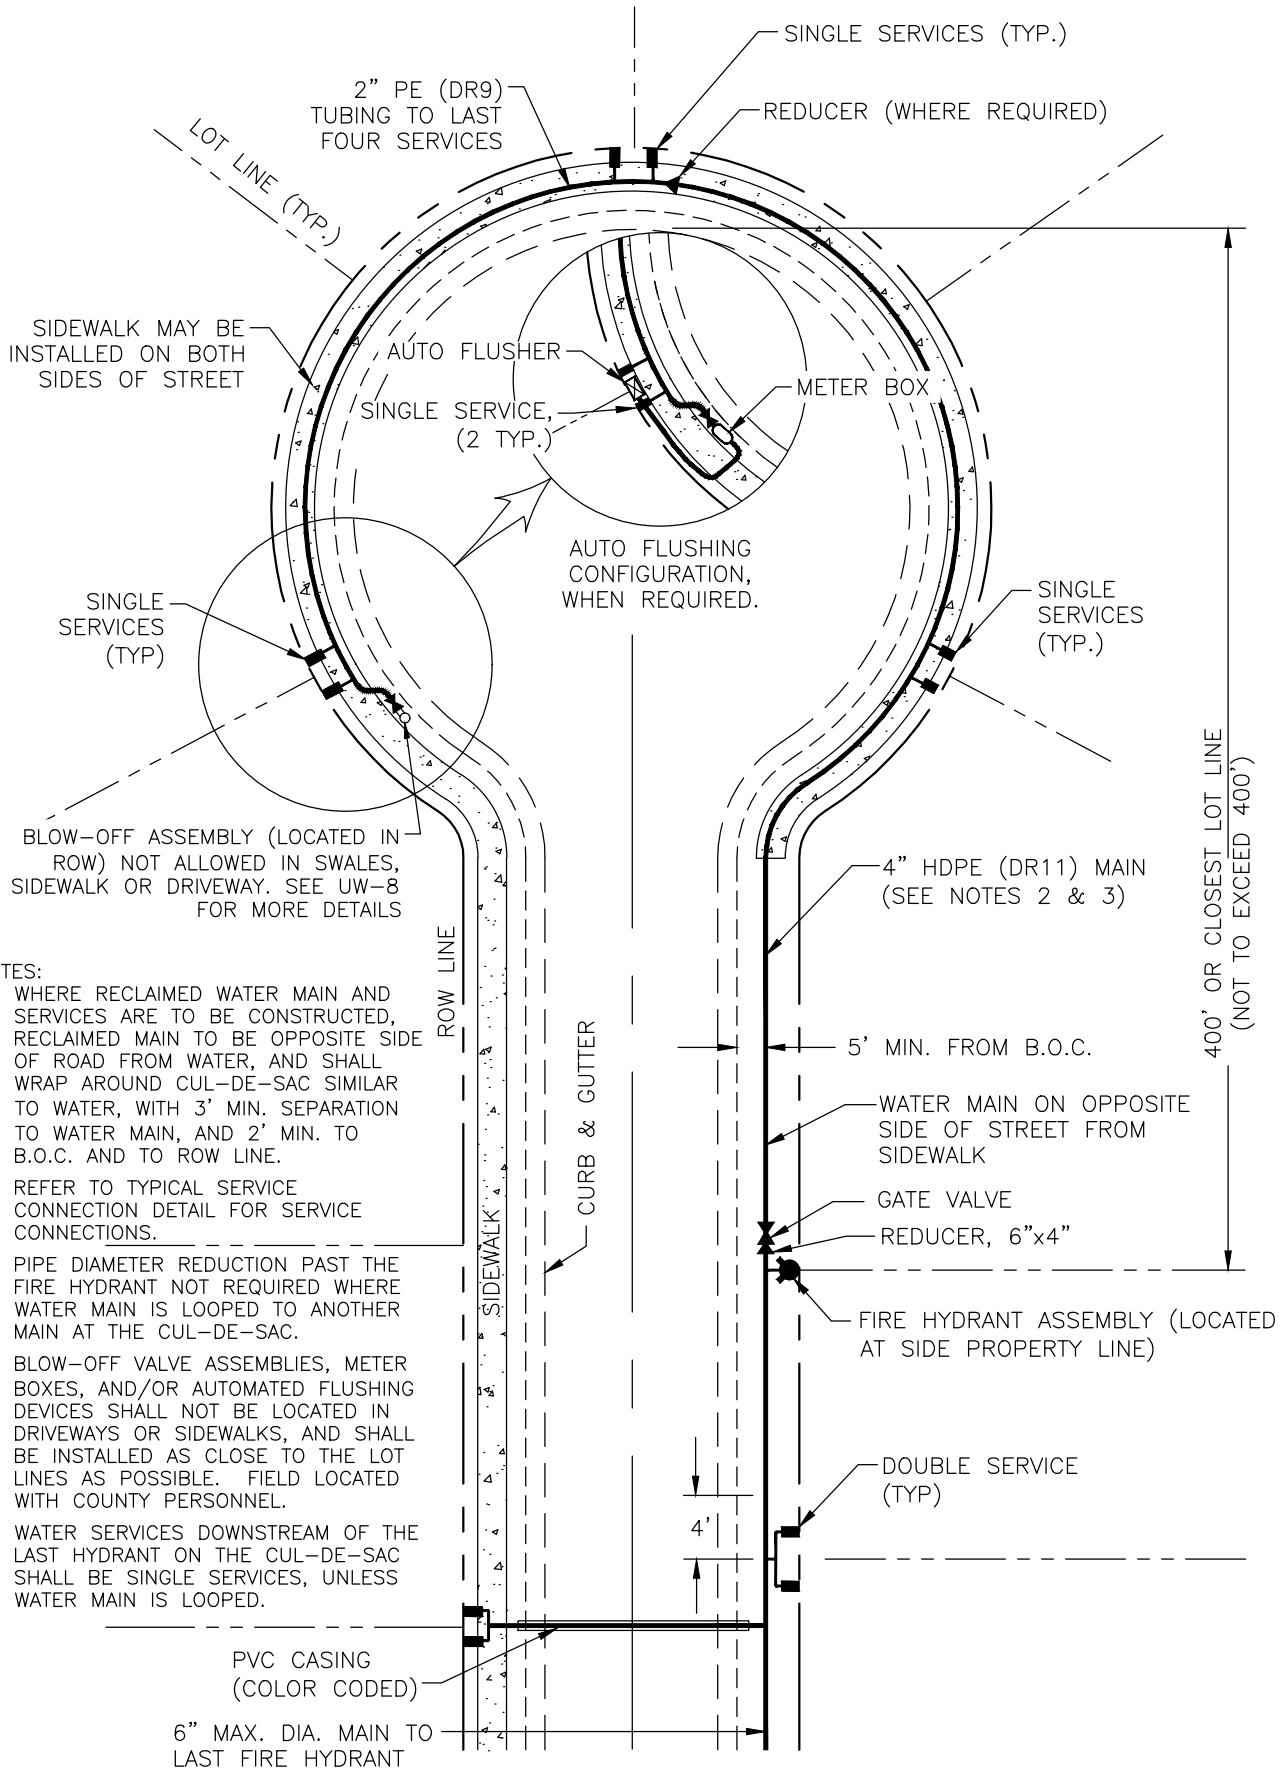 SINGLE SERVICES (TYP.)
2" PE (DR9)
TUBING TO LAST
FOUR SERVICES
REDUCER (WHERE REQUIRED)
LOT LINE (TYP.)
SIDEWALK MAY BE
INSTALLED ON BOTH
SIDES OF STREET
AUTO FLUSHER
METER BOX
SINGLE SERVICE,
(2 TYP.)
AUTO FLUSHING
CONFIGURATION,
WHEN REQUIRED.
SINGLE
SERVICES
(TYP)
SINGLE
SERVICES
(TYP.)
400' OR CLOSEST LOT LINE
(NOT TO EXCEED 400')
BLOW-OFF ASSEMBLY (LOCATED IN
ROW) NOT ALLOWED IN SWALES,
SIDEWALK OR DRIVEWAY. SEE UW-8
FOR MORE DETAILS
4" HDPE (DR11) MAIN
(SEE NOTES 2 & 3)
ROW LINE
CURB & GUTTER
SIDEWALK
5' MIN. FROM B.O.C.
WATER MAIN ON OPPOSITE
SIDE OF STREET FROM
SIDEWALK
GATE VALVE
REDUCER, 6"x4"
FIRE HYDRANT ASSEMBLY (LOCATED
AT SIDE PROPERTY LINE)
DOUBLE SERVICE
(TYP)
4'
TES:
WHERE RECLAIMED WATER MAIN AND
SERVICES ARE TO BE CONSTRUCTED,
RECLAIMED MAIN TO BE OPPOSITE SIDE
OF ROAD FROM WATER, AND SHALL
WRAP AROUND CUL-DE-SAC SIMILAR
TO WATER, WITH 3' MIN. SEPARATION
TO WATER MAIN, AND 2' MIN. TO
B.O.C. AND TO ROW LINE.
REFER TO TYPICAL SERVICE
CONNECTION DETAIL FOR SERVICE
CONNECTIONS.
PIPE DIAMETER REDUCTION PAST THE
FIRE HYDRANT NOT REQUIRED WHERE
WATER MAIN IS LOOPED TO ANOTHER
MAIN AT THE CUL-DE-SAC.
BLOW-OFF VALVE ASSEMBLIES, METER
BOXES, AND/OR AUTOMATED FLUSHING
DEVICES SHALL NOT BE LOCATED IN
DRIVEWAYS OR SIDEWALKS, AND SHALL
BE INSTALLED AS CLOSE TO THE LOT
LINES AS POSSIBLE. FIELD LOCATED
WITH COUNTY PERSONNEL.
WATER SERVICES DOWNSTREAM OF THE
LAST HYDRANT ON THE CUL-DE-SAC
SHALL BE SINGLE SERVICES, UNLESS
WATER MAIN IS LOOPED.
PVC CASING
(COLOR CODED)
6" MAX. DIA. MAIN TO
LAST FIRE HYDRANT